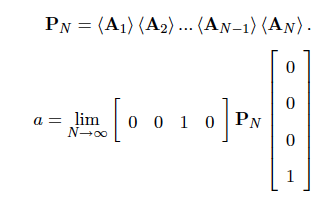 P_N = ⟨A_1⟩ ⟨A_2⟩ ... ⟨A_{N−1}⟩ ⟨A_N⟩ .
a = lim_{N→∞} [ 0 0 1 0 ] P_N [ 0
0
0
1 ]